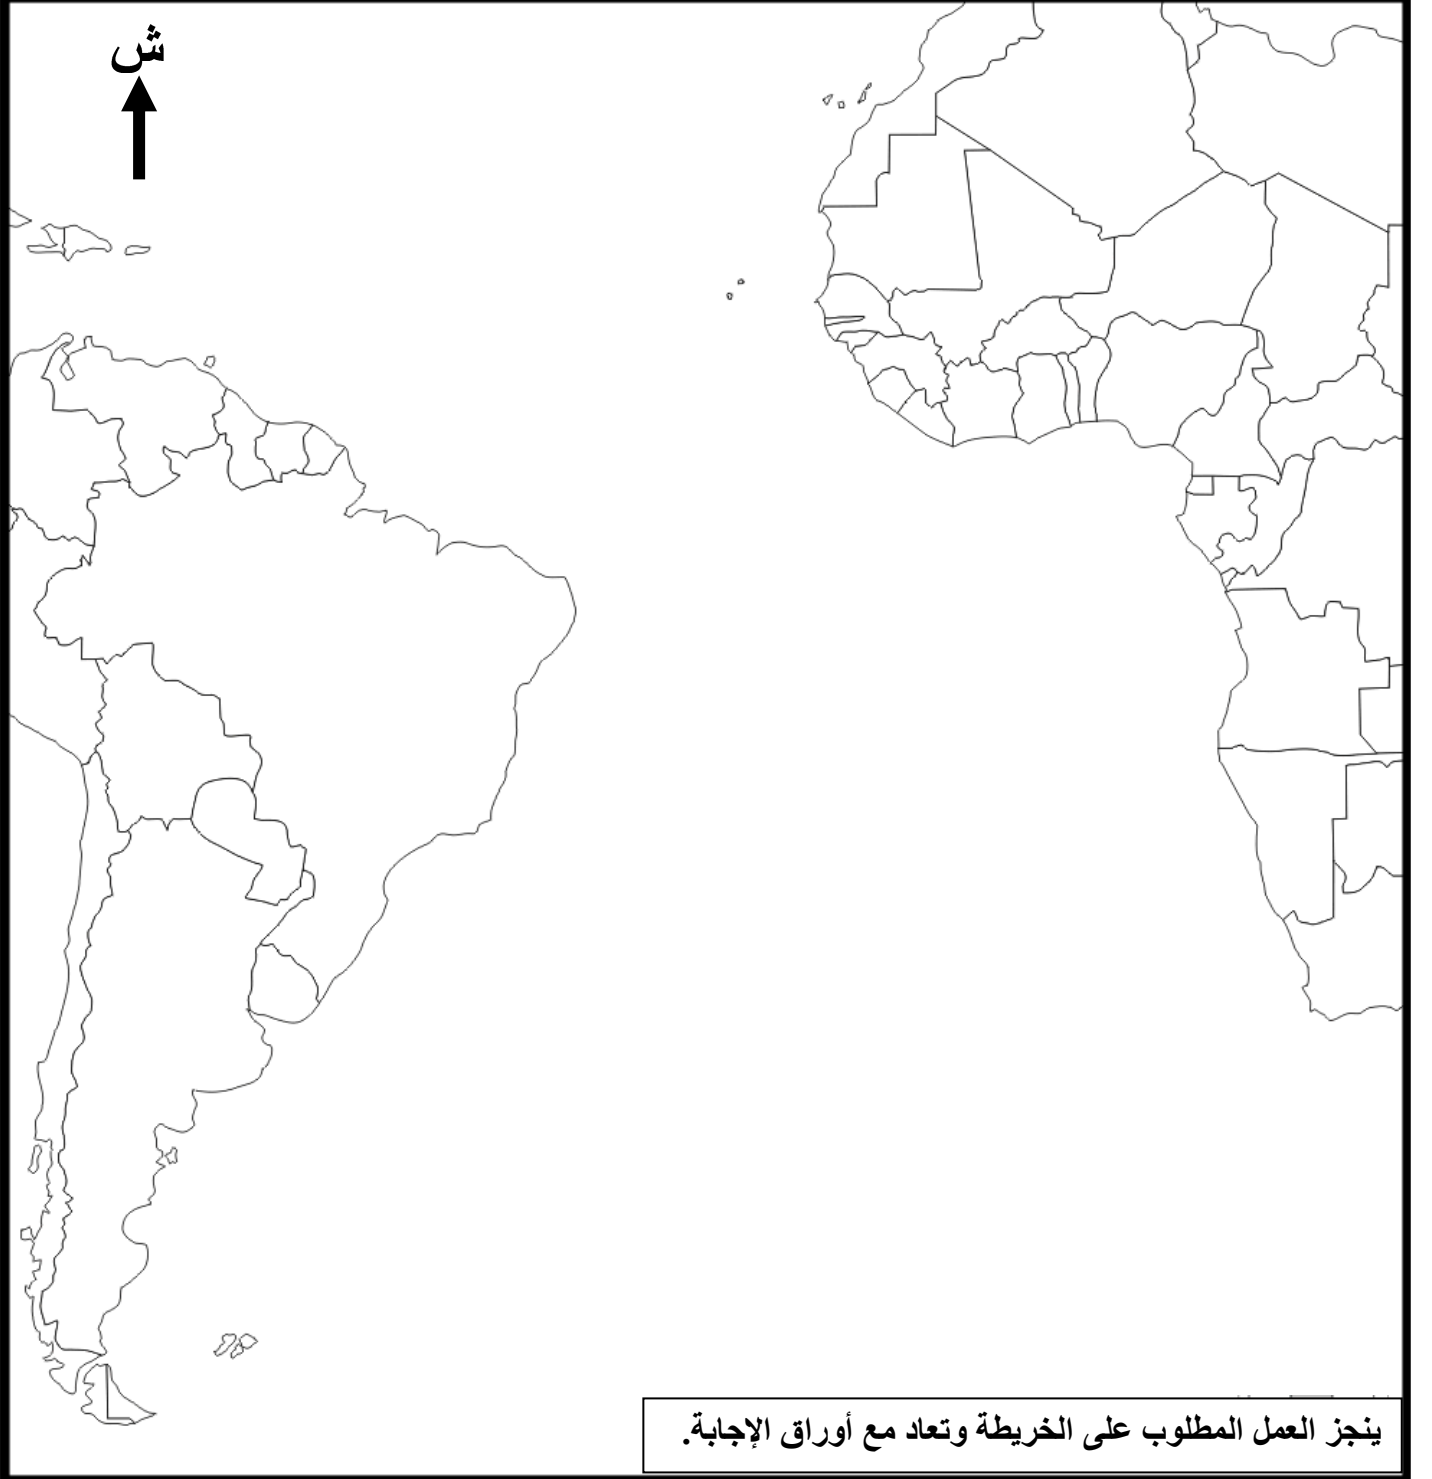 ش
ينجز العمل المطلوب على الخريطة وتعاد مع أوراق الإجابة.